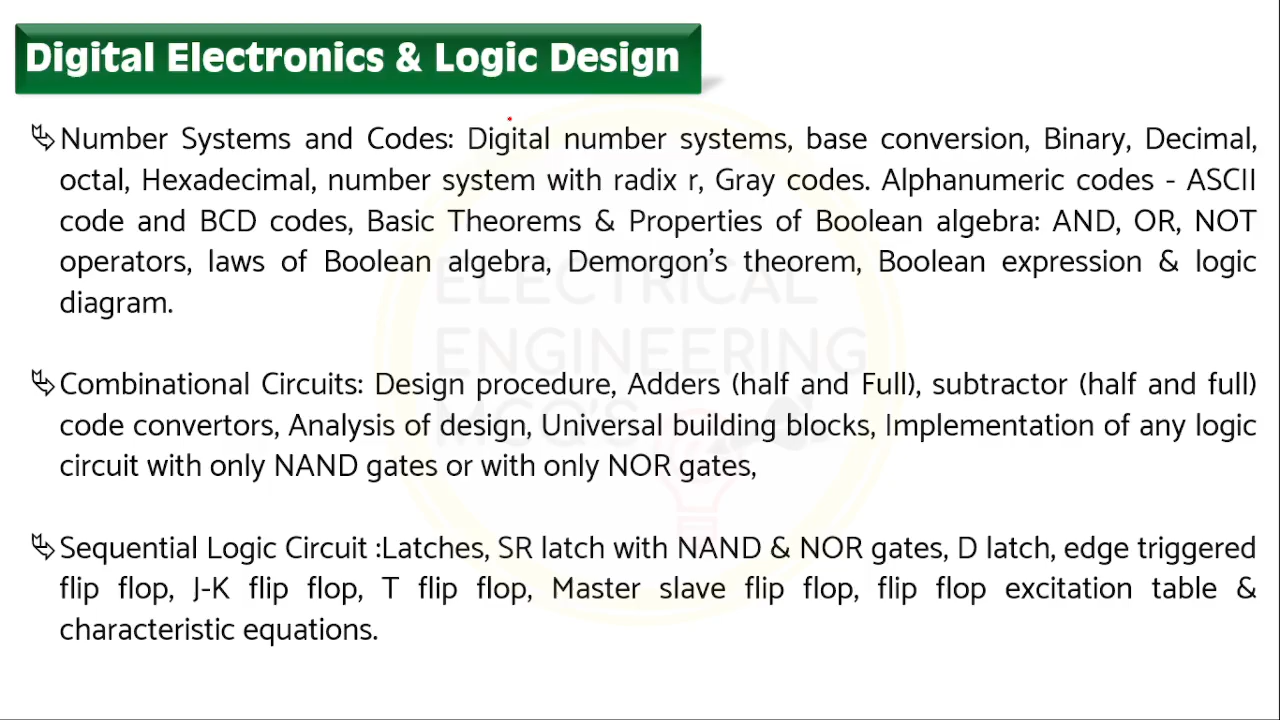 Digital Electronics & Logic Design
Number Systems and Codes: Digital number systems, base conversion, Binary, Decimal,
octal, Hexadecimal, number system with radix r, Gray codes. Alphanumeric codes - ASCII
code and BCD codes, Basic Theorems & Properties of Boolean algebra: AND, OR, NOT
operators, laws of Boolean algebra, Demorgon's theorem, Boolean expression & logic
diagram.
Combinational Circuits: Design procedure, Adders (half and Full), subtractor (half and full)
code convertors, Analysis of design, Universal building blocks, Implementation of any logic
circuit with only NAND gates or with only NOR gates,
Sequential Logic Circuit :Latches, SR latch with NAND & NOR gates, D latch, edge triggered
flip flop, J-K flip flop, T flip flop, Master slave flip flop, flip flop excitation table &
characteristic equations.
ELECTRICAL
ENGINEERING
MCQ'S